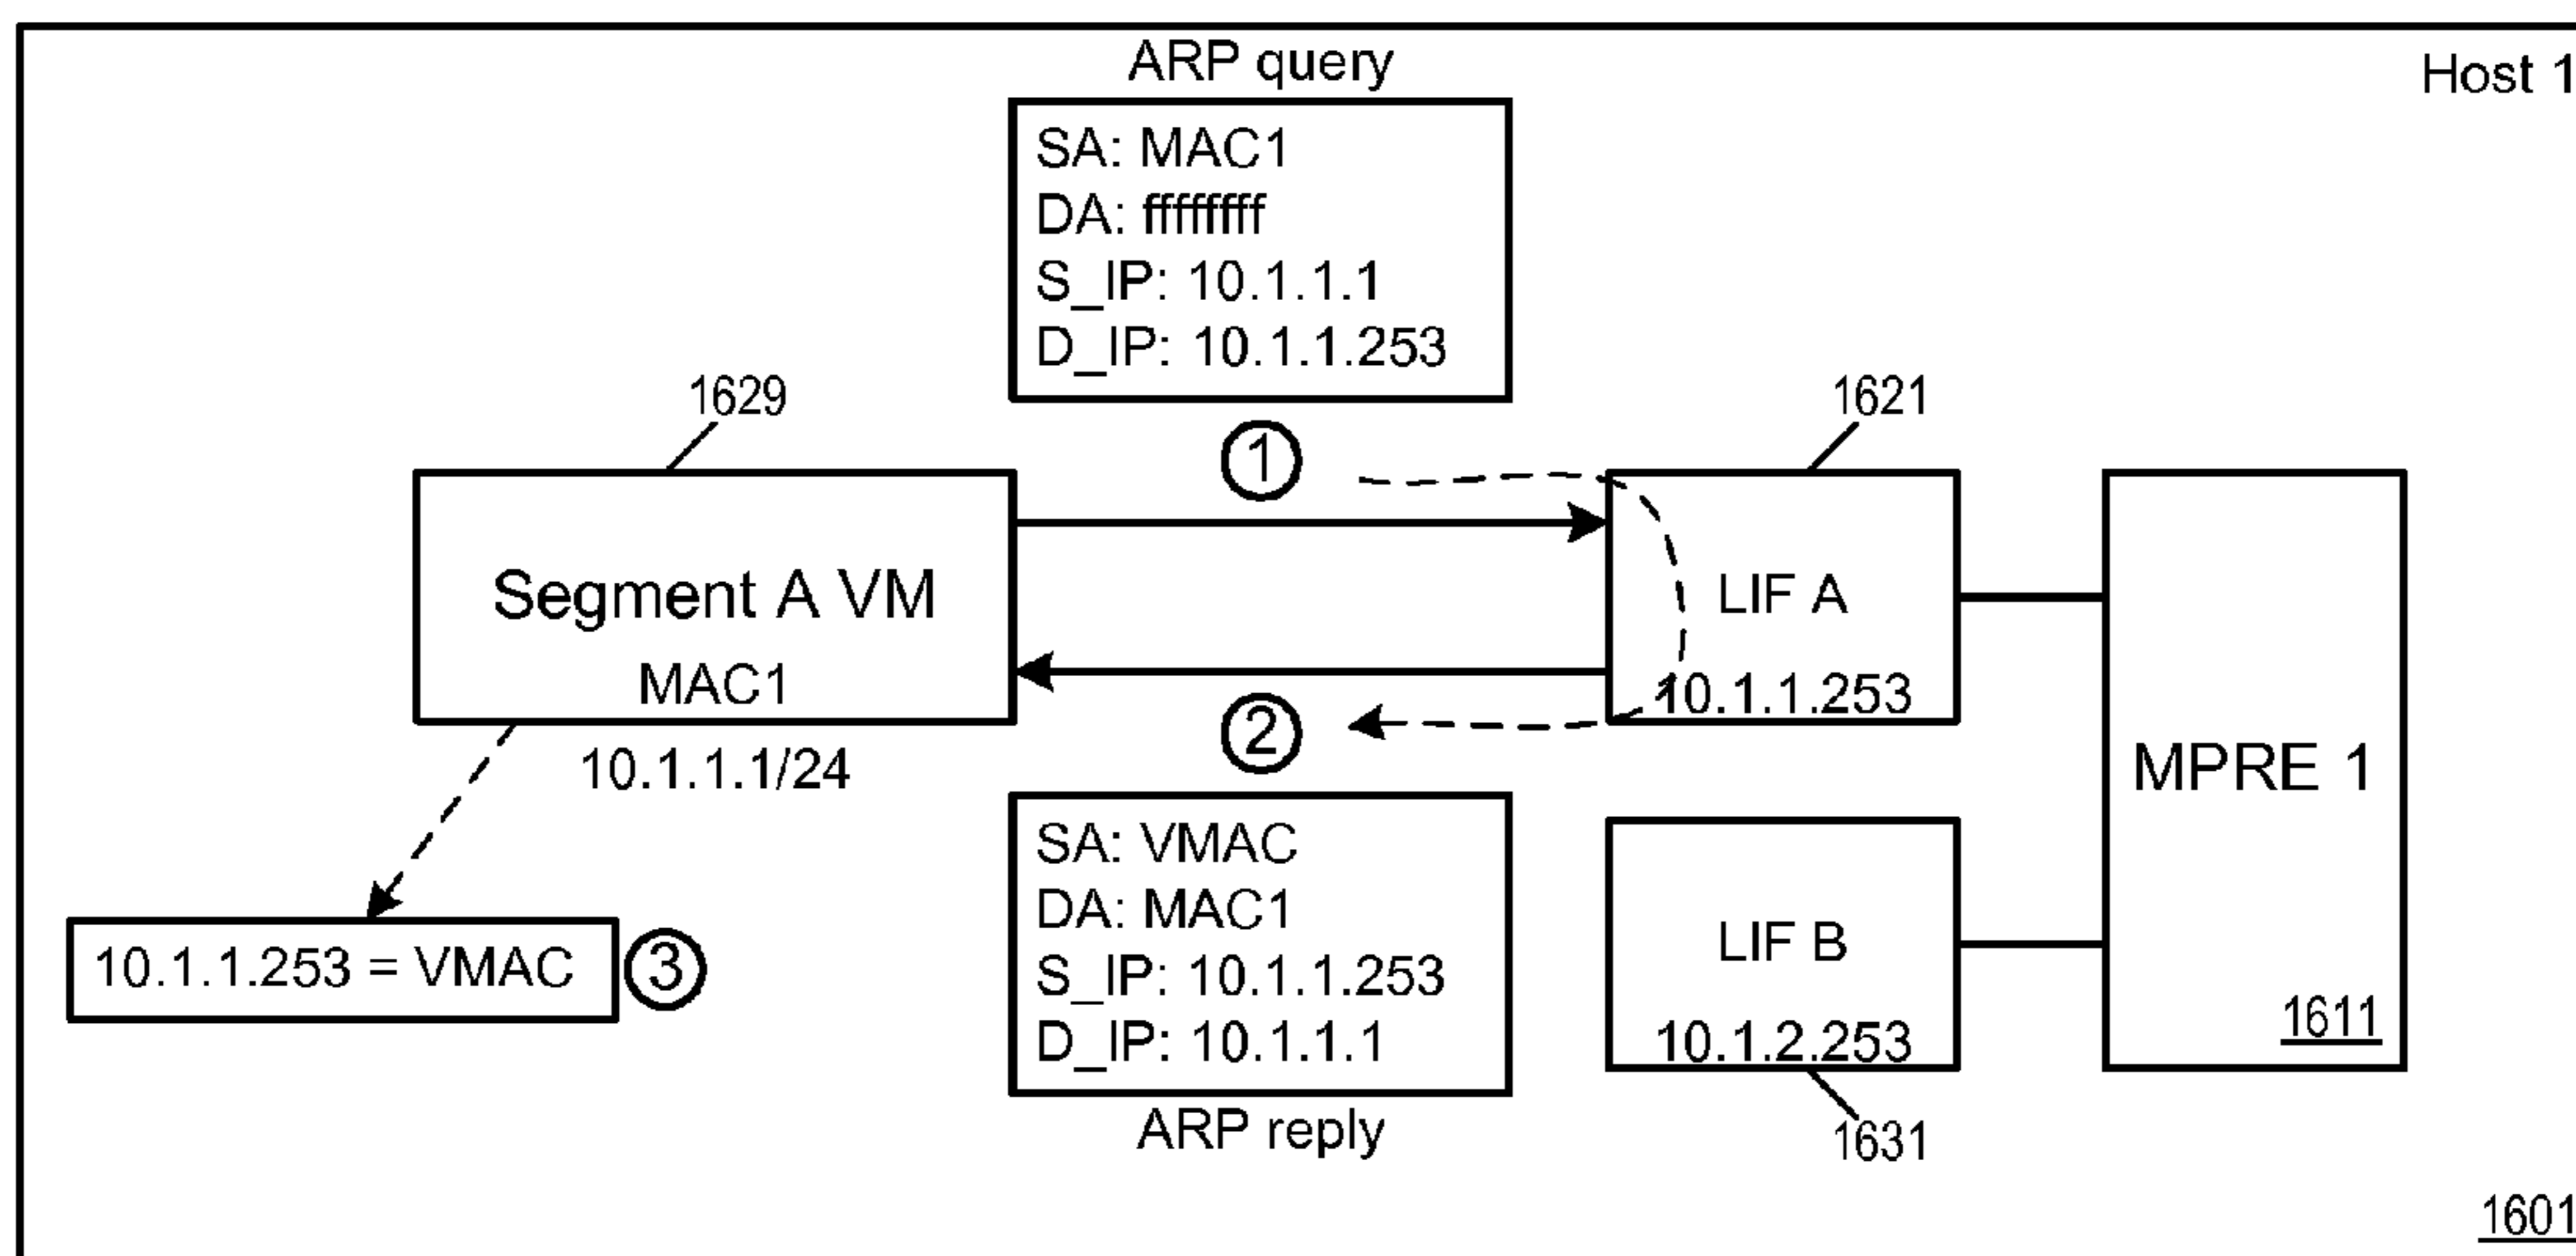 ARP query
Host 1
SA: MAC1
DA: fffffffff
S_IP: 10.1.1.1
D_IP: 10.1.1.253
1629
1621
1
Segment A VM
MAC1
10.1.1.1/24
LIF A
10.1.1.253
MPRE 1
1611
2
SA: VMAC
DA: MAC1
S_IP: 10.1.1.253
D_IP: 10.1.1.1
ARP reply
10.1.1.253 = VMAC
3
LIF B
10.1.2.253
1631
1601